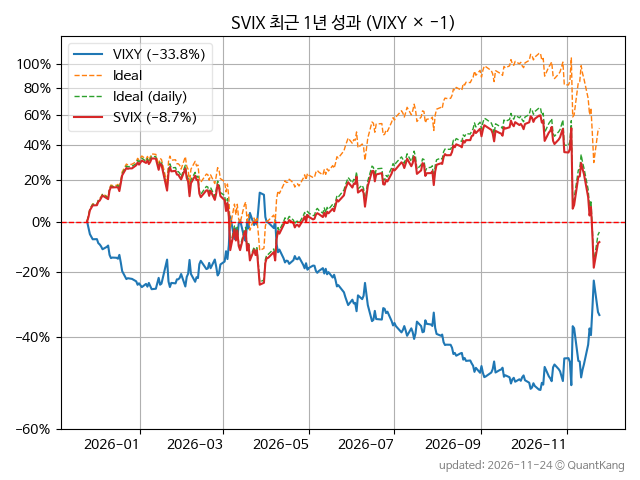 SVIX 최근 1년 성과 (VIXY × −1)
VIXY (−33.8%)
Ideal
Ideal (daily)
SVIX (−8.7%)
100%
80%
60%
40%
20%
0%
−20%
−40%
−60%
2026-01
2026-03
2026-05
2026-07
2026-09
2026-11
updated: 2026-11-24 © QuantKang